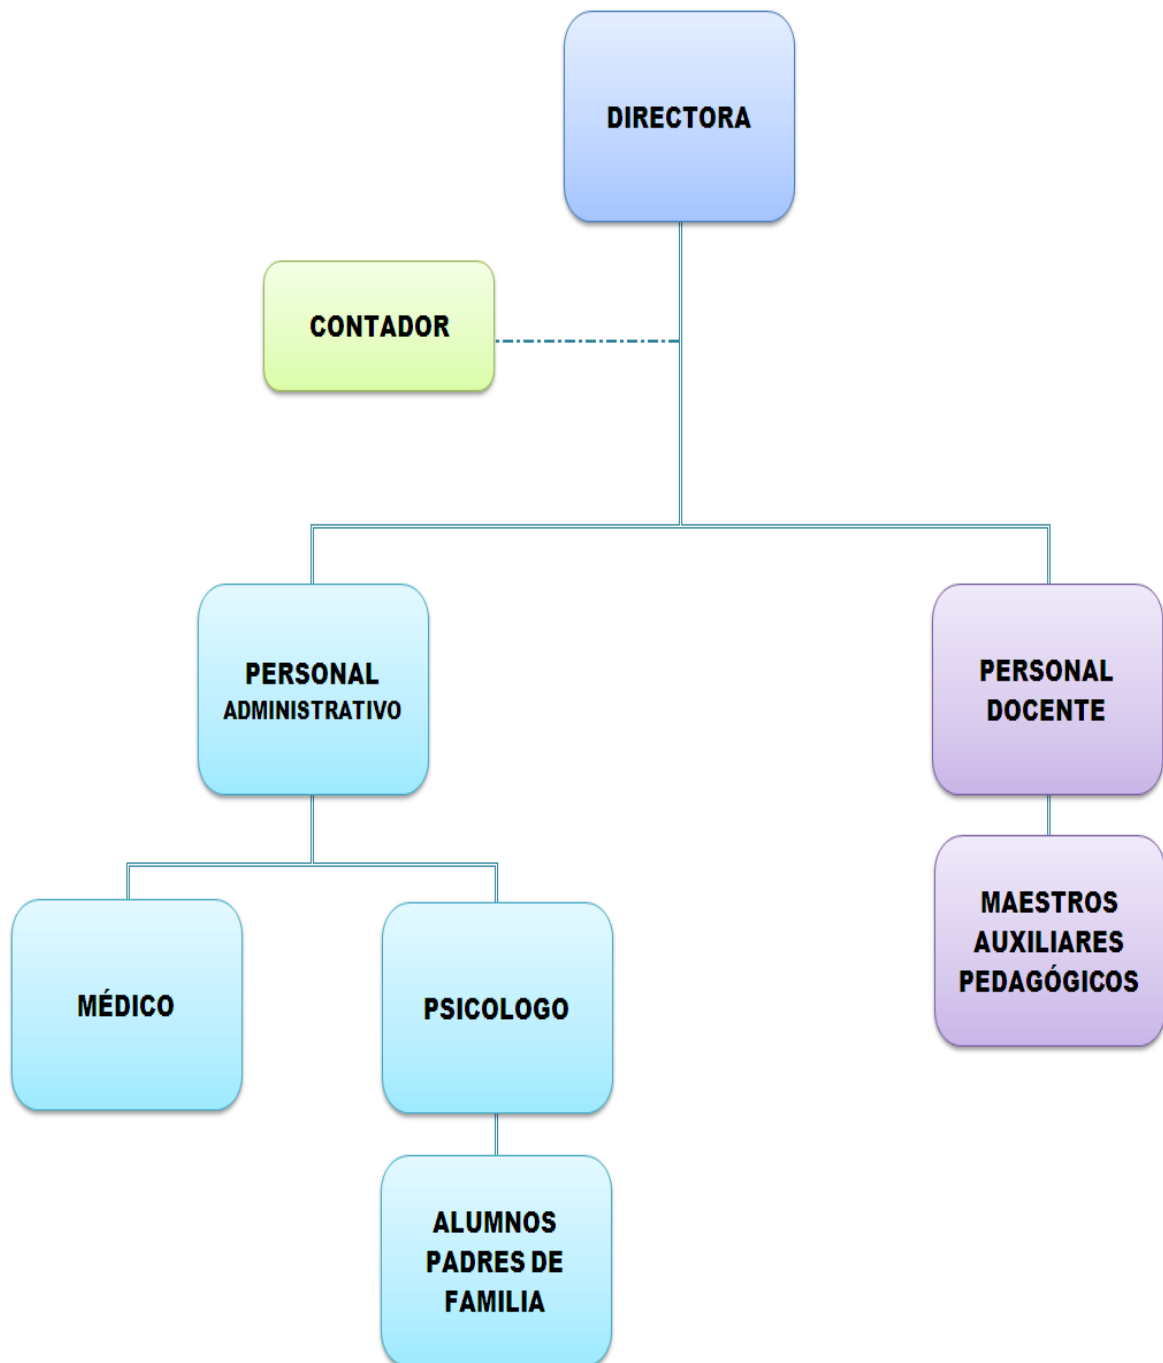 DIRECTORA
CONTADOR
PERSONAL
ADMINISTRATIVO
PERSONAL
DOCENTE
MÉDICO
PSICOLOGO
MAESTROS
AUXILIARES
PEDAGÓGICOS
ALUMNOS
PADRES DE
FAMILIA